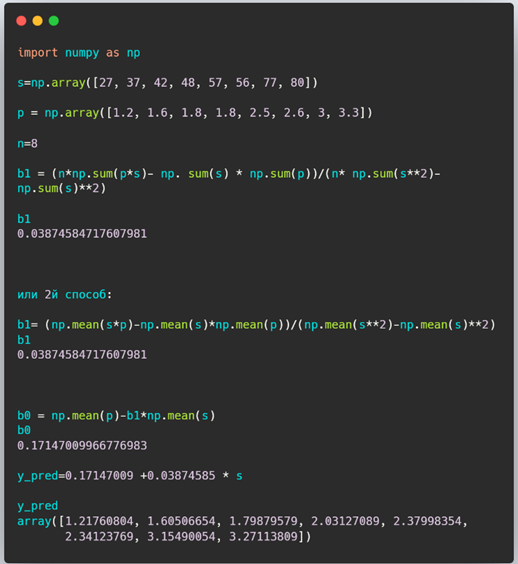 import numpy as np
s=np.array([27, 37, 42, 48, 57, 56, 77, 80])
p = np.array([1.2, 1.6, 1.8, 1.8, 2.5, 2.6, 3, 3.3])
n=8
b1 = (n*np.sum(p*s)- np. sum(s) * np.sum(p))/(n* np.sum(s**2)-
np.sum(s)**2)
b1
0.03874584717607981
или 2й способ:
b1= (np.mean(s*p)-np.mean(s)*np.mean(p))/(np.mean(s**2)-np.mean(s)**2)
b1
0.03874584717607981
b0 = np.mean(p)-b1*np.mean(s)
b0
0.17147009966776983
y_pred=0.17147009 +0.03874585 * s
y_pred
array([1.21760804, 1.60506654, 1.79879579, 2.03127089, 2.37998354,
2.34123769, 3.15490054, 3.27113809])